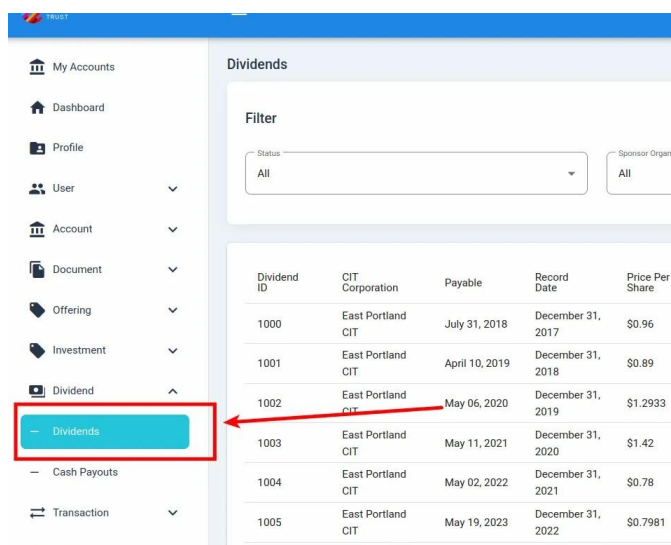 TRUST
My Accounts
Dashboard
Profile
User
Account
Document
Offering
Investment
Dividend
Dividends
Cash Payouts
Transaction
Dividends
Filter
Status
All
Sponsor Organ
All
Dividend ID CIT Corporation Payable Record Date Price Per Share
1000 East Portland CIT July 31, 2018 December 31, 2017 $0.96
1001 East Portland CIT April 10, 2019 December 31, 2018 $0.89
1002 East Portland CIT May 06, 2020 December 31, 2019 $1.2933
1003 East Portland CIT May 11, 2021 December 31, 2020 $1.42
1004 East Portland CIT May 02, 2022 December 31, 2021 $0.78
1005 East Portland CIT May 19, 2023 December 31, 2022 $0.7981